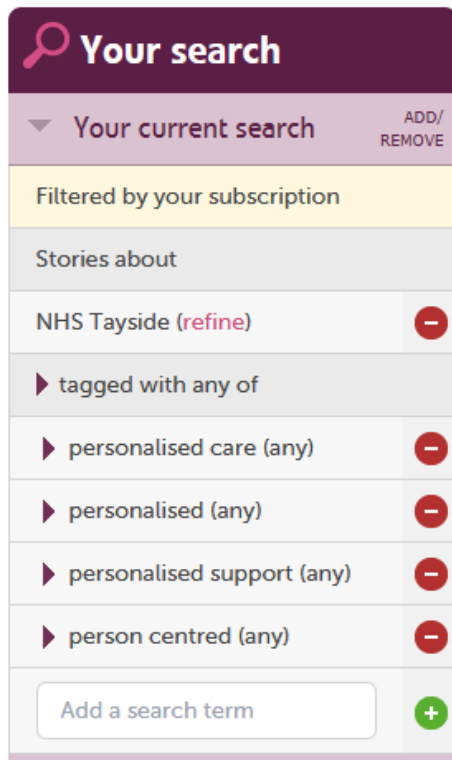 Your search
Your current search
ADD/
REMOVE
Filtered by your subscription
Stories about
NHS Tayside (refine)
tagged with any of
personalised care (any)
personalised (any)
personalised support (any)
person centred (any)
Add a search term